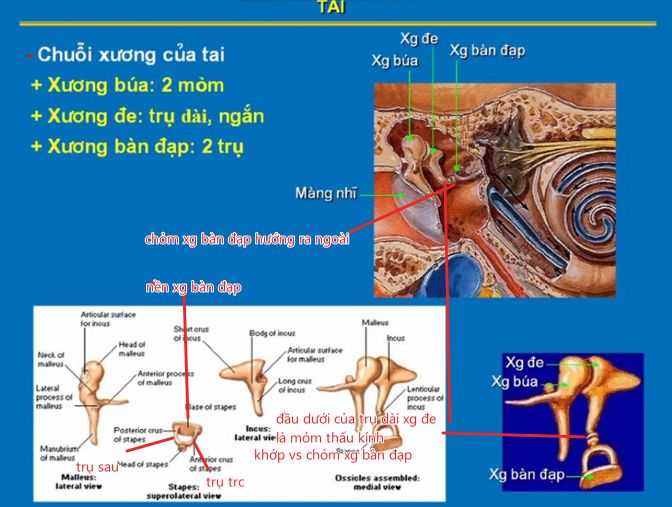 TAI
- Chuỗi xương của tai
+ Xương búa: 2 mỏm
+ Xương đe: trụ dài, ngắn
+ Xương bàn đạp: 2 trụ
Xg đe
Xg bàn đạp
Xg búa
Màng nhĩ
chỏm xg bàn đạp hướng ra ngoài
nền xg bàn đạp
Articular surface
for incus
Head of
malleus
Neck of
malleus
Anterior process
of malleus
Lateral
process of
malleus
Manubrium
of malleus
Malleus:
lateral view
Short crus
of incus
Body of incus
Articular surface
for malleus
Long crus
of incus
Incus:
lateral view
Base of stapes
Posterior crus
of stapes
Head of stapes
Anterior crus
of stapes
Stapes:
superolateral view
trụ sau
trụ trc
Malleus
Incus
Lenticular
process of
incus
Ossicles assembled:
medial view
đầu dưới của trụ dài xg đe
là mỏm thấu kính
khớp vs chỏm xg bàn đạp
Xg đe
Xg búa
Xg bàn đạp